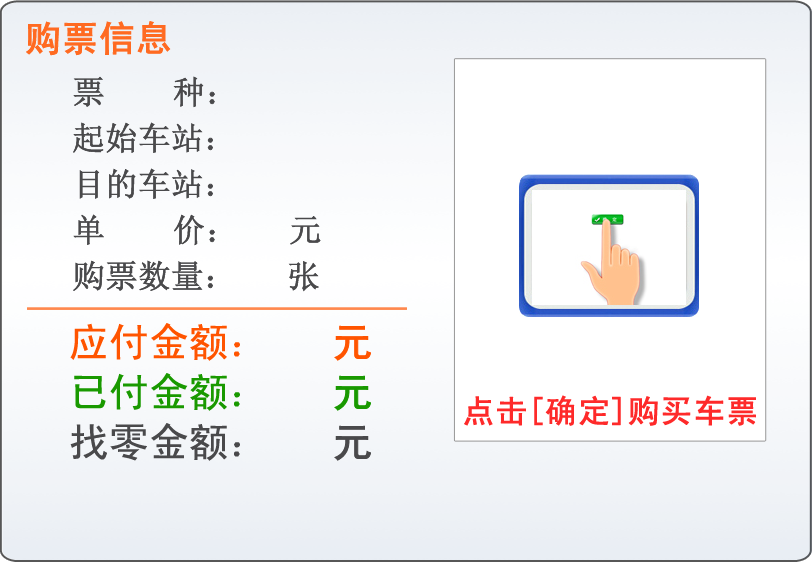 购票信息
票 种：
起始车站：
目的车站：
单 价： 元
购票数量： 张
应付金额： 元
已付金额： 元
找零金额： 元
点击[确定]购买车票